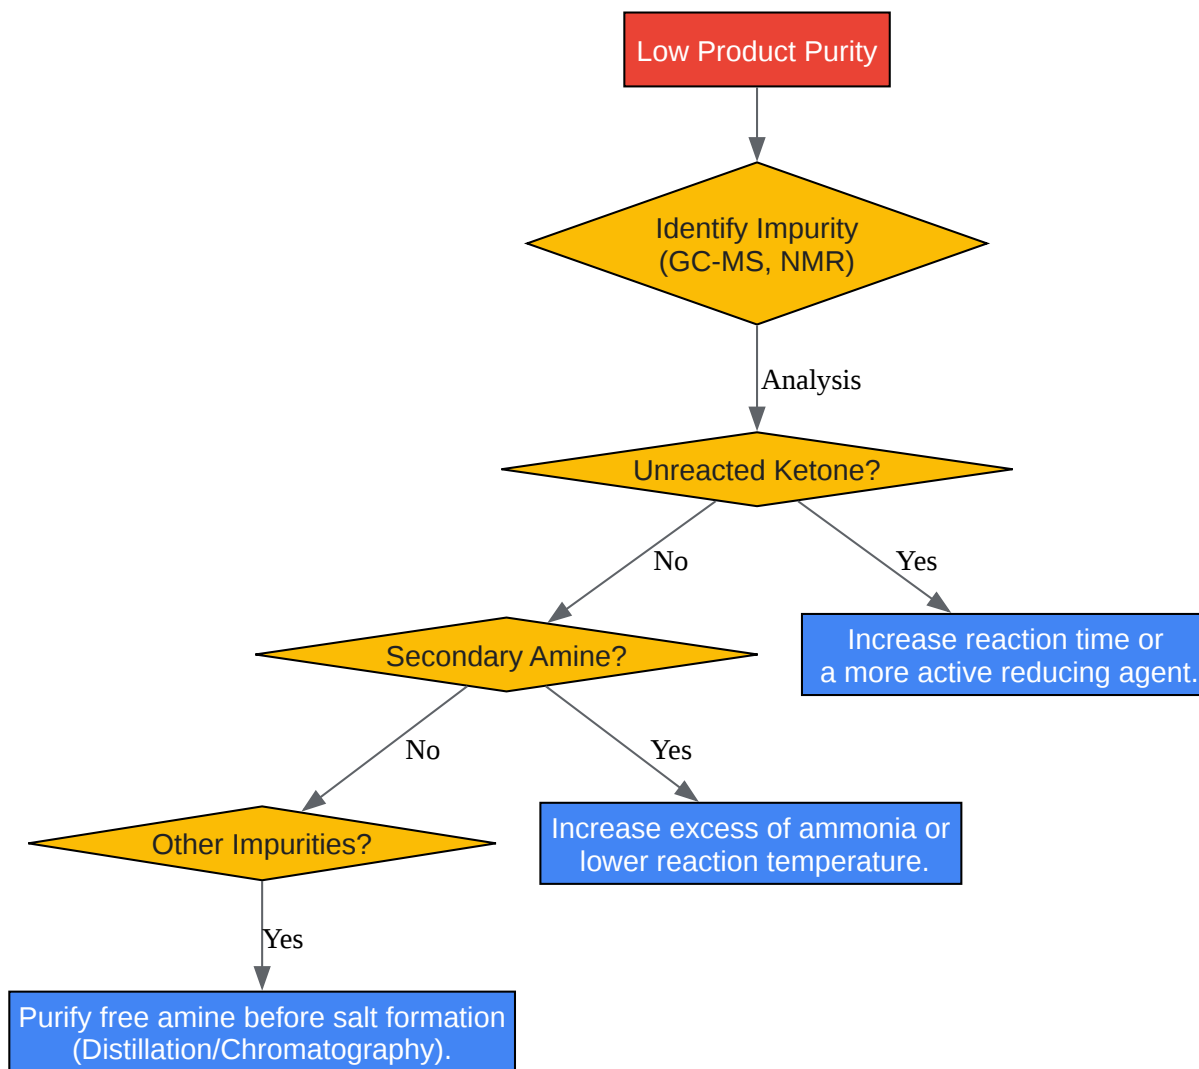 Low Product Purity
Identify Impurity
(GC-MS, NMR)
Analysis
Unreacted Ketone?
No
Yes
Increase reaction time or
a more active reducing agent.
Secondary Amine?
No
Yes
Increase excess of ammonia or
lower reaction temperature.
Other Impurities?
Yes
Purify free amine before salt formation
(Distillation/Chromatography).